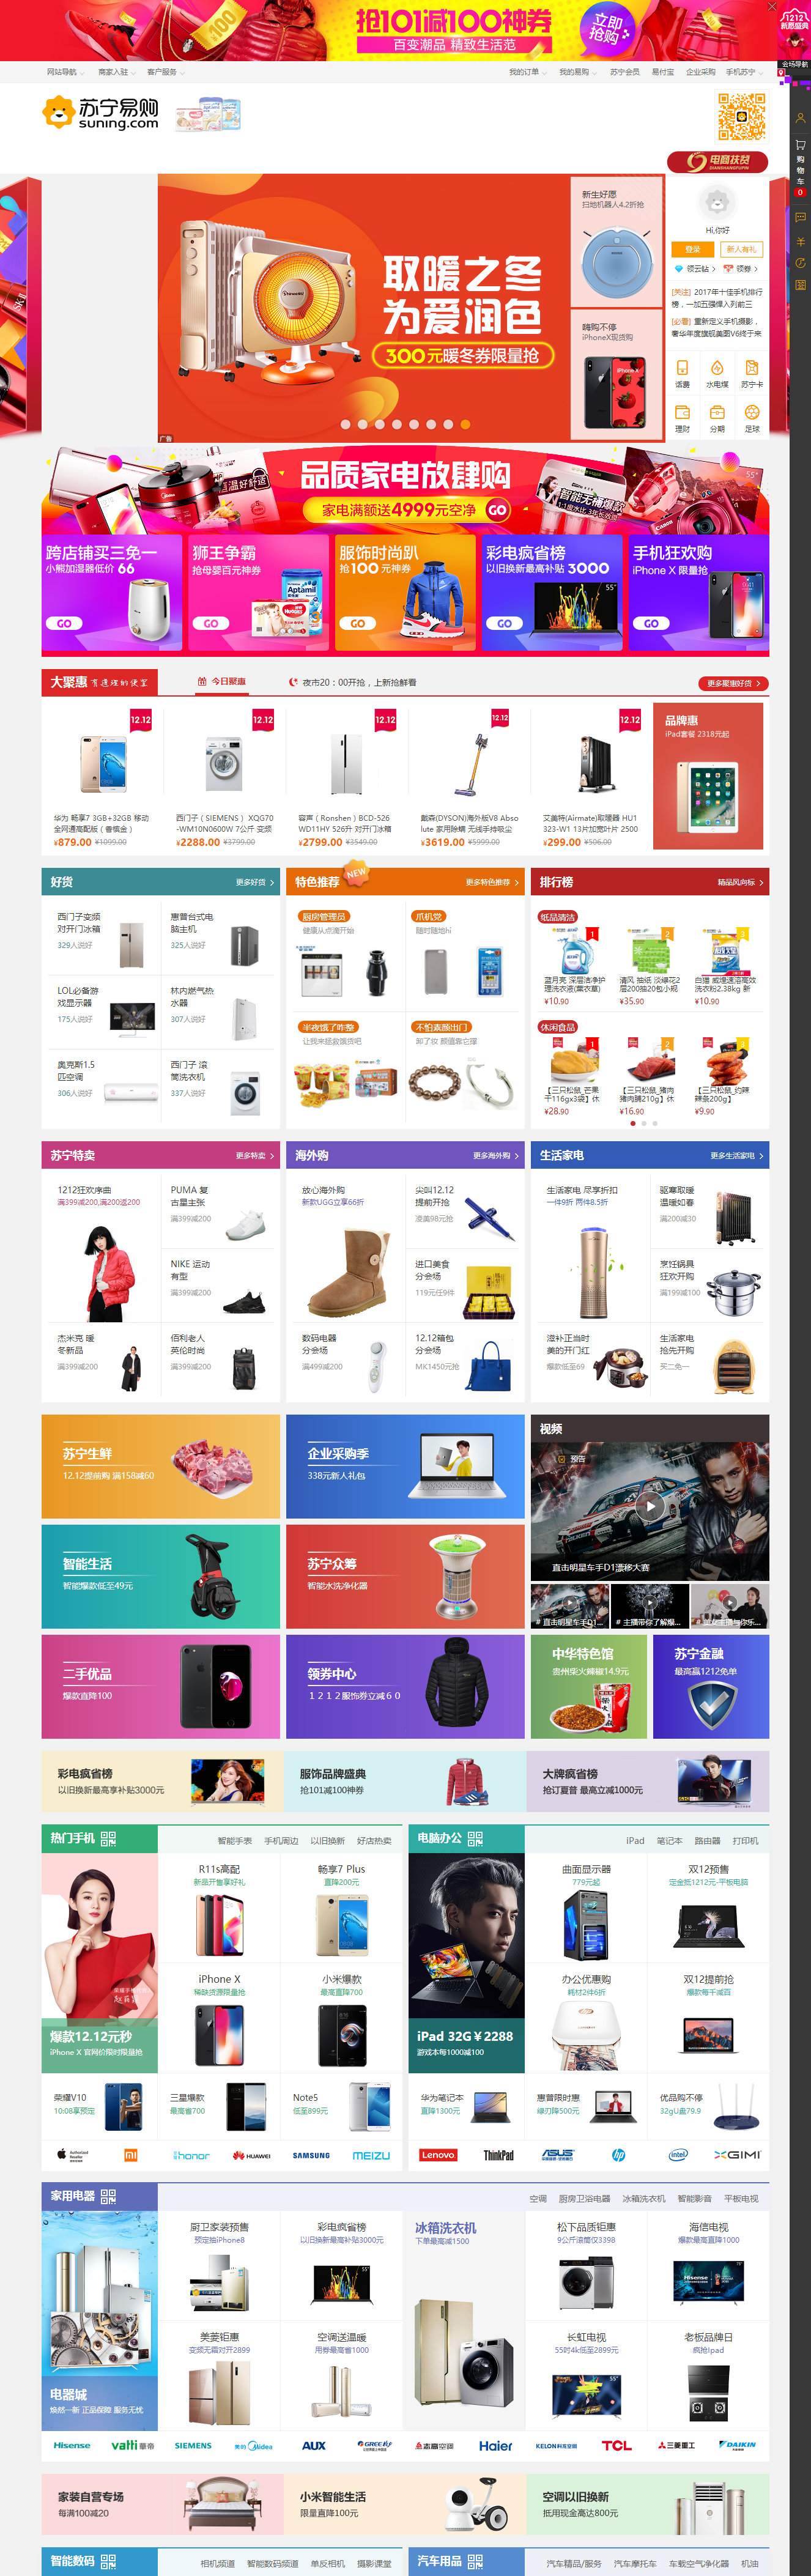 抢101减100神券
百变潮品 精致生活范
立即抢购
网站导航 商家入驻 客户服务 我的订单 我的易购 苏宁会员 易付宝 企业采购 手机苏宁
会场导航
苏宁易购
suning.com
电商扶贫
购物车
0
取暖之冬
为爱润色
300元暖冬券限量抢
广告
新生好愿
扫地机器人4.2折抢
嗨购不停
iPhoneX现货购
Hi,你好
登录 新人有礼
领云钻 领券
[关注] 2017年十佳手机排行榜，一加五强悍入列前三
[必看] 重新定义手机摄影，奢华年度旗舰美图V6终于来
话费 水电煤 苏宁卡
理财 分期 足球
品质家电放肆购
家电满额送4999元空净 GO
跨店铺买三免一
小熊加湿器低价 66
GO
狮王争霸
抢母婴百元神券
GO
服饰时尚趴
抢100元神券
GO
彩电疯省榜
以旧换新最高补贴 3000
GO
手机狂欢购
iPhone X 限量抢
GO
大聚惠 有道理的便宜
今日聚惠
夜市20：00开抢，上新抢鲜看
更多聚惠好货
12.12 12.12 12.12 12.12 12.12
华为 畅享7 3GB+32GB 移动全网通高配版（香槟金）
¥879.00 ¥1099.00
西门子（SIEMENS） XQG70-WM10N0600W 7公斤 变频
¥2288.00 ¥3799.00
容声（Ronshen）BCD-526WD11HY 526升 对开门冰箱
¥2799.00 ¥3549.00
戴森(DYSON)海外版V8 Absolute 家用除螨 无线手持吸尘
¥3619.00 ¥5999.00
艾美特(Airmate)取暖器 HU1323-W1 13片加宽叶片 2500
¥299.00 ¥506.00
品牌惠
iPad套餐 2318元起
好货 更多好货
西门子变频对开门冰箱
329人说好
惠普台式电脑主机
325人说好
LOL必备游戏显示器
175人说好
林内燃气热水器
307人说好
奥克斯1.5匹空调
306人说好
西门子 滚筒洗衣机
337人说好
特色推荐 NEW 更多特色推荐
厨房管理员
健康从点滴开始
爪机党
随时随地hi
半夜饿了咋整
让我来拯救饿货吧
不怕素颜出门
卸了妆 颜值靠它撑
排行榜 精品风向标
纸品清洁
蓝月亮 深层洁净护理洗衣液(薰衣草)
¥10.90
清风 抽纸 淡绿花2层200抽20包小规
¥35.90
白猫 威煌速溶高效洗衣粉2.38kg 新
¥10.90
休闲食品
【三只松鼠_芒果干116gx3袋】休
¥28.90
【三只松鼠_猪肉猪肉脯210g】休
¥16.90
【三只松鼠_约辣辣条200g】
¥9.90
苏宁特卖 更多特卖
1212狂欢序曲
满399减200,满200返200
PUMA 复古星主张
满399减200
NIKE 运动有型
满399减200
杰米克 暖冬新品
满399减200
佰利老人 英伦时尚
满399减200
海外购 更多海外购
放心海外购
新款UGG立享66折
尖叫12.12提前开抢
凌美98元抢
进口美食分会场
119元任9件
数码电器分会场
满499减200
12.12箱包分会场
MK1450元抢
生活家电 更多生活家电
生活家电 尽享折扣
一件9折 两件8.5折
驱寒取暖温暖如春
满200减30
烹饪锅具狂欢开购
满199减100
滋补正当时美的开门红
爆款低至69
生活家电抢先开购
买二免一
苏宁生鲜
12.12提前购 满158减60
企业采购季
338元新人礼包
视频
预告
直击明星车手D1漂移大赛
# 直击明星车手D1... # 主播带你了解爆... # 美女主播与你乐...
智能生活
智能爆款低至49元
苏宁众筹
智能水洗净化器
二手优品
爆款直降100
领券中心
１２１２服饰券立减６０
中华特色馆
贵州柴火辣椒14.9元
苏宁金融
最高赢1212免单
彩电疯省榜
以旧换新最高享补贴3000元
服饰品牌盛典
抢101减100神券
大牌疯省榜
抢订夏普 最高立减1000元
热门手机 智能手表 手机周边 以旧换新 好店热卖
爆款12.12元秒
iPhone X 官网价限时限量抢
R11s高配
新品开售享好礼
畅享7 Plus
直降200元
iPhone X
稀缺货源限量抢
小米爆款
最高直降700
荣耀V10
10:08享预定
三星爆款
最高省700
Note5
低至899元
honor HUAWEI SAMSUNG MEIZU
电脑办公 iPad 笔记本 路由器 打印机
iPad 32G￥2288
游戏本每1000减100
曲面显示器
779元起
双12预售
定金抵1212元-平板电脑
办公优惠购
耗材2件6折
双12提前抢
爆款每千减百
华为笔记本
直降1300元
惠普限时惠
绿刃降500元
优品购不停
32gU盘79.9
Lenovo ThinkPad ASUS hp intel XGIMI
家用电器 空调 厨房卫浴电器 冰箱洗衣机 智能影音 平板电视
电器城
焕然一新 正品保障 服务无忧
厨卫家装预售
预定抽iPhone8
彩电疯省榜
以旧换新最高补贴3000元
美菱钜惠
变频无霜对开2899
空调送温暖
用券最高省1000
冰箱洗衣机
下单最高减1500
松下品质钜惠
9公斤滚筒仅3398
海信电视
爆款最高直降1000
长虹电视
55吋4k低至2899元
老板品牌日
疯抢Ipad
Hisense vatti 華帝 SIEMENS 美的 Midea AUX GREE格力 志高空调 Haier KELON科龙空调 TCL 三菱重工 DAIKIN
家装自营专场
每满100减20
小米智能生活
限量直降100元
空调以旧换新
抵用现金高达800元
智能数码 相机频道 智能数码频道 单反相机 摄影课堂
汽车用品 汽车精品/服务 汽车摩托车 车载空气净化器 机油